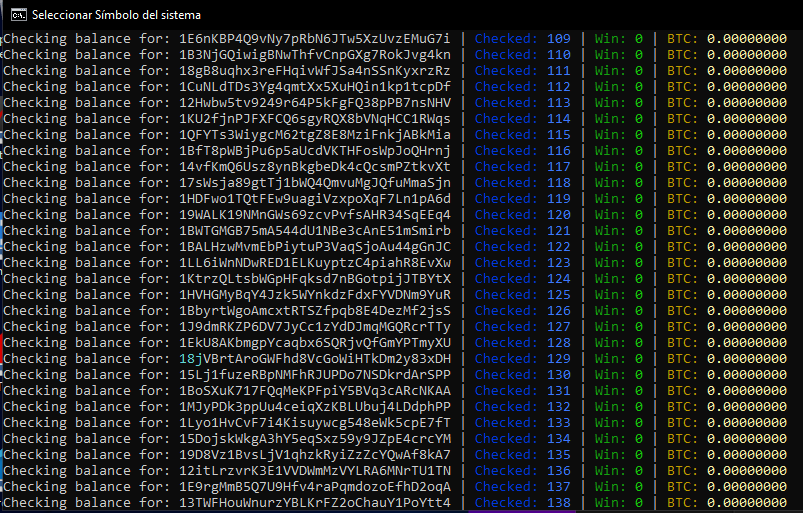 Seleccionar Símbolo del sistema
Checking balance for: 1E6nKBP4Q9vNy7pRbN6JTw5XzUvzEMuG7i | Checked: 109 | Win: 0 | BTC: 0.00000000
Checking balance for: 1B3NjGQiwigBNwThfvCnpGXg7RokJvg4kn | Checked: 110 | Win: 0 | BTC: 0.00000000
Checking balance for: 18gB8uqhx3reFHqivWfJSa4nSSnKyxrzRz | Checked: 111 | Win: 0 | BTC: 0.00000000
Checking balance for: 1CuNLdTDs3Yg4qmtXx5XuHQin1kp1tcpDf | Checked: 112 | Win: 0 | BTC: 0.00000000
Checking balance for: 12Hwbw5tv9249r64P5kFgFQ38pPB7nsNHV | Checked: 113 | Win: 0 | BTC: 0.00000000
Checking balance for: 1KU2fjnPJFXFCQ6sgyRQX8bVNqHCC1RWqs | Checked: 114 | Win: 0 | BTC: 0.00000000
Checking balance for: 1QFYTs3WiygcM62tgZ8E8MziFnkjABkMia | Checked: 115 | Win: 0 | BTC: 0.00000000
Checking balance for: 1BfT8pWBjPu6p5aUcdVKTHFosWpJoQHrnj | Checked: 116 | Win: 0 | BTC: 0.00000000
Checking balance for: 14vfKmQ6Usz8ynBkgbeDk4cQcsmPZtkvXt | Checked: 117 | Win: 0 | BTC: 0.00000000
Checking balance for: 17sWsja89gtTj1bWQ4QmvuMgJQfuMmaSjn | Checked: 118 | Win: 0 | BTC: 0.00000000
Checking balance for: 1HDFwo1TQtFEw9uagiVzxpoXqF7Ln1pA6d | Checked: 119 | Win: 0 | BTC: 0.00000000
Checking balance for: 19WALK19NMnGWs69zcvPvfsAHR34SqEEq4 | Checked: 120 | Win: 0 | BTC: 0.00000000
Checking balance for: 1BWTGMGB75mA544dU1NBe3cAnE51mSmirb | Checked: 121 | Win: 0 | BTC: 0.00000000
Checking balance for: 1BALHzwMvmEbPiytuP3VaqSjoAu44gGnJC | Checked: 122 | Win: 0 | BTC: 0.00000000
Checking balance for: 1LL6iWnNDwRED1ELKuyptzC4piahR8EvXw | Checked: 123 | Win: 0 | BTC: 0.00000000
Checking balance for: 1KtrzQLtsbWGpHFqksd7nBGotpijJTBYtX | Checked: 124 | Win: 0 | BTC: 0.00000000
Checking balance for: 1HVHGMyBqY4Jzk5WYnkdzFdxFYVDNm9YuR | Checked: 125 | Win: 0 | BTC: 0.00000000
Checking balance for: 1BbyrtWgoAmcxtRTSZfpqb8E4DezMf2jsS | Checked: 126 | Win: 0 | BTC: 0.00000000
Checking balance for: 1J9dmRKZP6DV7JyCc1zYdDJmqMGQRcrTTy | Checked: 127 | Win: 0 | BTC: 0.00000000
Checking balance for: 1EkU8AKbmgpYcaqbx6SQRjvQfGmYPTmyXU | Checked: 128 | Win: 0 | BTC: 0.00000000
Checking balance for: 18jVBrtAroGWFhd8VcGoWiHTkDm2y83xDH | Checked: 129 | Win: 0 | BTC: 0.00000000
Checking balance for: 15Lj1fuzeRBpNMFhRJUPDo7NSDkrdArSPP | Checked: 130 | Win: 0 | BTC: 0.00000000
Checking balance for: 1BoSXuK717FQqMeKPFpiY5BVq3cARcNKAA | Checked: 131 | Win: 0 | BTC: 0.00000000
Checking balance for: 1MJyPDk3ppUu4ceiqXzKBLUbuj4LDdphPP | Checked: 132 | Win: 0 | BTC: 0.00000000
Checking balance for: 1Lyo1HvCvF7i4Kisuywcg548eWk5cpE7fT | Checked: 133 | Win: 0 | BTC: 0.00000000
Checking balance for: 15DojskWkgA3hY5eqSxz59y9JZpE4crcYM | Checked: 134 | Win: 0 | BTC: 0.00000000
Checking balance for: 19D8Vz1BvsLjV1qhzkRyiZzZcYQwAf8kA7 | Checked: 135 | Win: 0 | BTC: 0.00000000
Checking balance for: 12itLrzvrK3E1VVDWmMzVYLRA6MNrTU1TN | Checked: 136 | Win: 0 | BTC: 0.00000000
Checking balance for: 1E9rgMmB5Q7U9Hfv4raPqmdozoEfhD2oqA | Checked: 137 | Win: 0 | BTC: 0.00000000
Checking balance for: 13TWFHouWnurzYBLKrFZ2oChauY1PoYtt4 | Checked: 138 | Win: 0 | BTC: 0.00000000